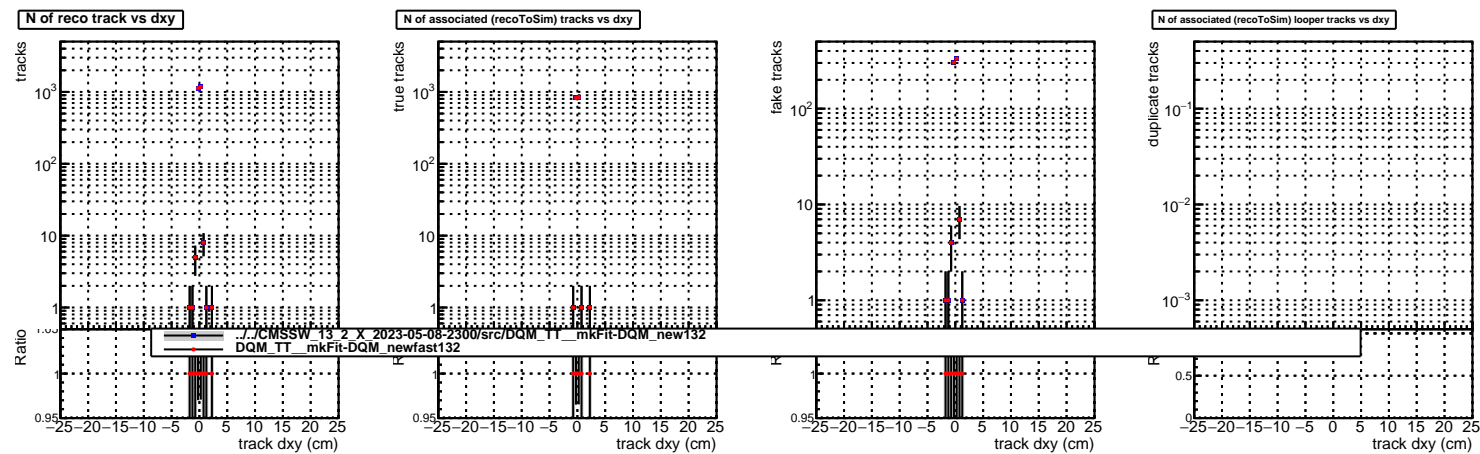 N of reco track vs dxy
tracks
10³
10²
10
1
Ratio
1.05
1
0.95
−25 −20 −15 −10 −5 0 5 10 15 20 25
track dxy (cm)
N of associated (recoToSim) tracks vs dxy
true tracks
10³
10²
10
1
1
0.95
−25 −20 −15 −10 −5 0 5 10 15 20 25
track dxy (cm)
fake tracks
10²
10
1
1
0.95
−25 −20 −15 −10 −5 0 5 10 15 20 25
track dxy (cm)
N of associated (recoToSim) looper tracks vs dxy
duplicate tracks
10⁻¹
10⁻²
10⁻³
0.5
0
−25 −20 −15 −10 −5 0 5 10 15 20 25
track dxy (cm)
../../CMSSW_13_2_X_2023-05-08-2300/src/DQM_TT__mkFit-DQM_new132
DQM_TT__mkFit-DQM_newfast132